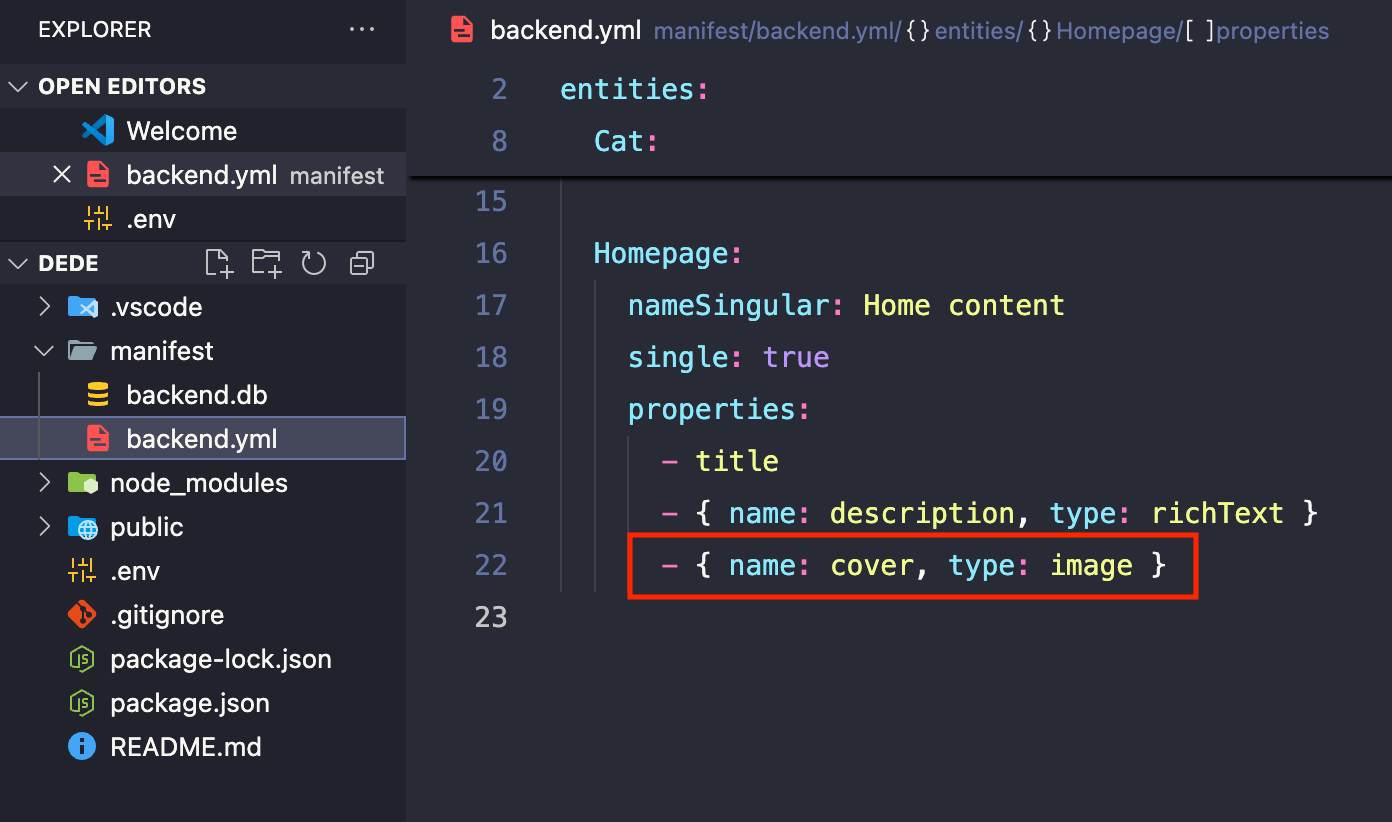 EXPLORER ...
OPEN EDITORS
Welcome
backend.yml manifest
.env
DEDE
.vscode
manifest
backend.db
backend.yml
node_modules
public
.env
.gitignore
package-lock.json
package.json
README.md
backend.yml manifest/backend.yml/{}entities/{}Homepage/[ ]properties
2 entities:
8 Cat:
15
16 Homepage:
17 nameSingular: Home content
18 single: true
19 properties:
20 - title
21 - { name: description, type: richText }
22 - { name: cover, type: image }
23